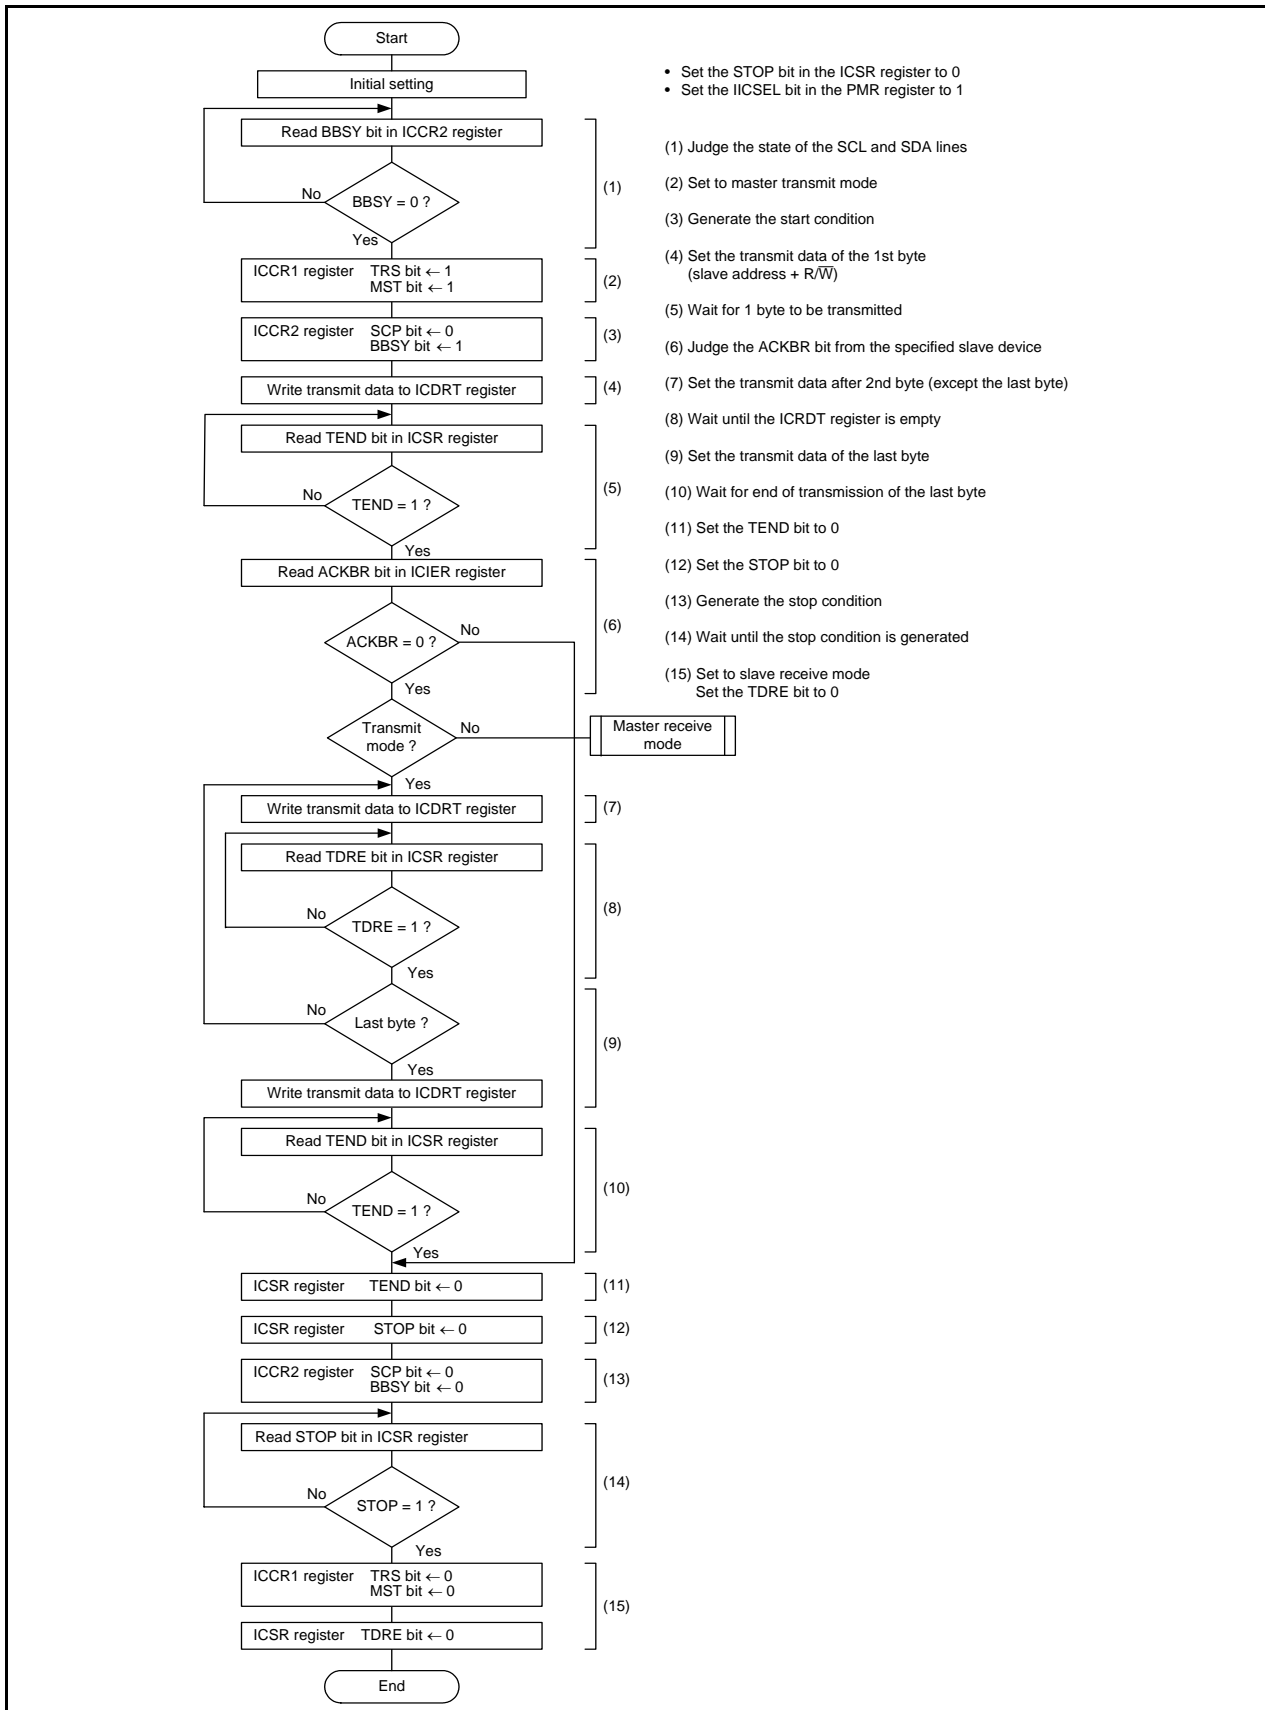 Start
Initial setting
• Set the STOP bit in the ICSR register to 0
• Set the IICSEL bit in the PMR register to 1
Read BBSY bit in ICCR2 register
BBSY = 0 ?
No
Yes
(1)
ICCR1 register TRS bit ← 1
MST bit ← 1
(2)
ICCR2 register SCP bit ← 0
BBSY bit ← 1
(3)
Write transmit data to ICDRT register
(4)
Read TEND bit in ICSR register
TEND = 1 ?
No
Yes
(5)
Read ACKBR bit in ICIER register
ACKBR = 0 ?
No
Yes
(6)
Transmit
mode ?
No
Yes
Master receive
mode
Write transmit data to ICDRT register
(7)
Read TDRE bit in ICSR register
TDRE = 1 ?
No
Yes
(8)
Last byte ?
No
Yes
(9)
Write transmit data to ICDRT register
Read TEND bit in ICSR register
TEND = 1 ?
No
Yes
(10)
ICSR register TEND bit ← 0
(11)
ICSR register STOP bit ← 0
(12)
ICCR2 register SCP bit ← 0
BBSY bit ← 0
(13)
Read STOP bit in ICSR register
STOP = 1 ?
No
Yes
(14)
ICCR1 register TRS bit ← 0
MST bit ← 0
(15)
ICSR register TDRE bit ← 0
End
(1) Judge the state of the SCL and SDA lines
(2) Set to master transmit mode
(3) Generate the start condition
(4) Set the transmit data of the 1st byte
(slave address + R/W̅)
(5) Wait for 1 byte to be transmitted
(6) Judge the ACKBR bit from the specified slave device
(7) Set the transmit data after 2nd byte (except the last byte)
(8) Wait until the ICRDT register is empty
(9) Set the transmit data of the last byte
(10) Wait for end of transmission of the last byte
(11) Set the TEND bit to 0
(12) Set the STOP bit to 0
(13) Generate the stop condition
(14) Wait until the stop condition is generated
(15) Set to slave receive mode
Set the TDRE bit to 0